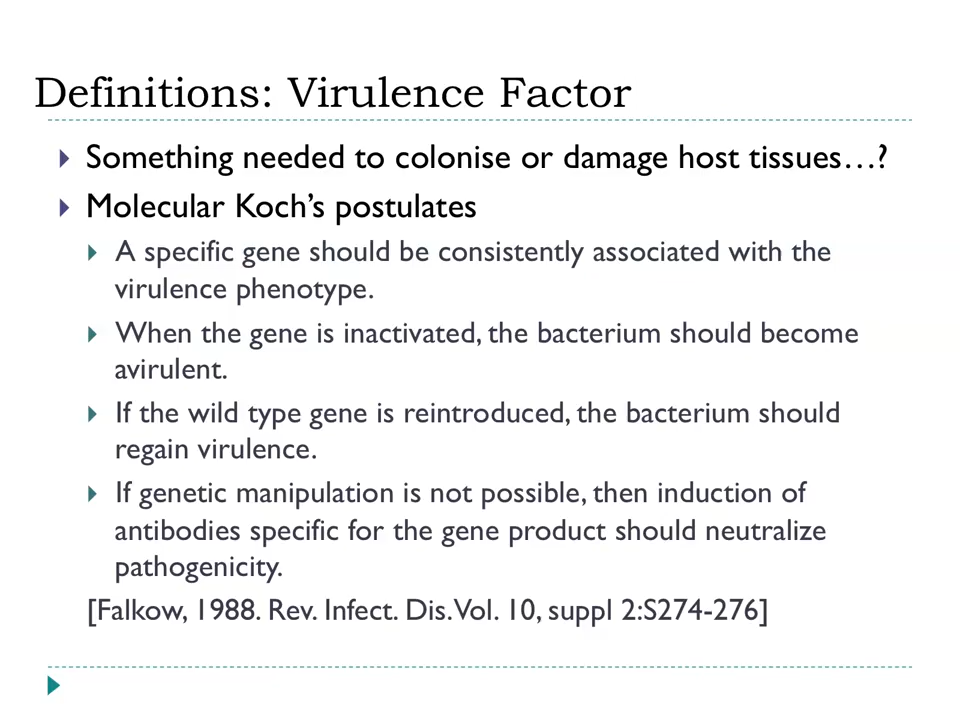 Definitions: Virulence Factor
Something needed to colonise or damage host tissues…?
Molecular Koch’s postulates
A specific gene should be consistently associated with the
virulence phenotype.
When the gene is inactivated, the bacterium should become
avirulent.
If the wild type gene is reintroduced, the bacterium should
regain virulence.
If genetic manipulation is not possible, then induction of
antibodies specific for the gene product should neutralize
pathogenicity.
[Falkow, 1988. Rev. Infect. Dis. Vol. 10, suppl 2:S274-276]